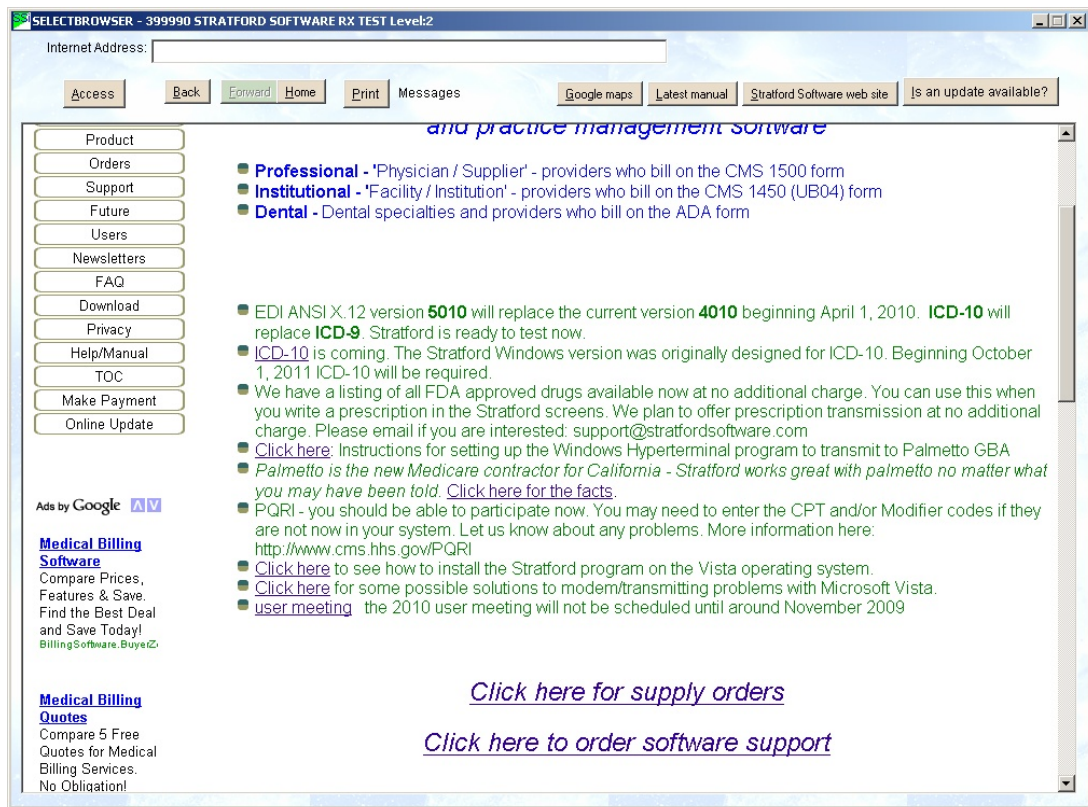 SELECTBROWSER - 399990 STRATFORD SOFTWARE RX TEST Level:2
Internet Address:
Access Back Forward Home Print Messages Google maps Latest manual Stratford Software web site Is an update available?
Product
Orders
Support
Future
Users
Newsletters
FAQ
Download
Privacy
Help/Manual
TOC
Make Payment
Online Update
Ads by Google
Medical Billing
Software
Compare Prices,
Features & Save.
Find the Best Deal
and Save Today!
Medical Billing
Quotes
Compare 5 Free
Quotes for Medical
Billing Services.
No Obligation!
and practice management software
Professional - 'Physician / Supplier' - providers who bill on the CMS 1500 form
Institutional - 'Facility / Institution' - providers who bill on the CMS 1450 (UB04) form
Dental - Dental specialties and providers who bill on the ADA form
EDI ANSI X.12 version 5010 will replace the current version 4010 beginning April 1, 2010. ICD-10 will
replace ICD-9. Stratford is ready to test now.
ICD-10 is coming. The Stratford Windows version was originally designed for ICD-10. Beginning October
1, 2011 ICD-10 will be required.
We have a listing of all FDA approved drugs available now at no additional charge. You can use this when
you write a prescription in the Stratford screens. We plan to offer prescription transmission at no additional
charge. Please email if you are interested: support@stratfordsoftware.com
Click here: Instructions for setting up the Windows Hyperterminal program to transmit to Palmetto GBA
Palmetto is the new Medicare contractor for California - Stratford works great with palmetto no matter what
you may have been told. Click here for the facts.
PQRI - you should be able to participate now. You may need to enter the CPT and/or Modifier codes if they
are not now in your system. Let us know about any problems. More information here:
http://www.cms.hhs.gov/PQRI
Click here to see how to install the Stratford program on the Vista operating system.
Click here for some possible solutions to modem/transmitting problems with Microsoft Vista.
user meeting the 2010 user meeting will not be scheduled until around November 2009
Click here for supply orders
Click here to order software support